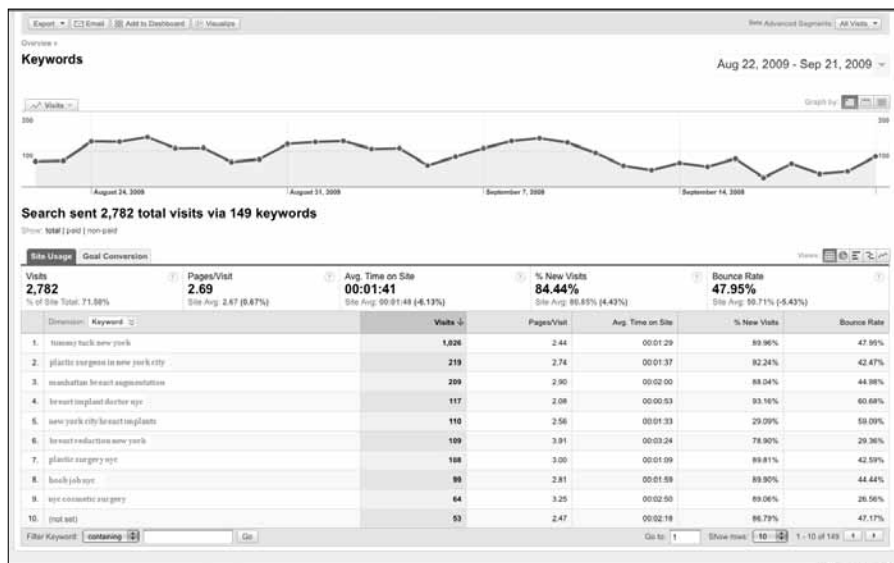 Export Email Add to Dashboard Visualize Beta Advanced Segments: All Visits
Overview »
Keywords
Aug 22, 2009 - Sep 21, 2009
Visits Graph by:
200 200
100 100
August 24, 2009 August 31, 2009 September 7, 2009 September 14, 2009
Search sent 2,782 total visits via 149 keywords
Show: total | paid | non-paid
Site Usage Goal Conversion Views:
Visits Pages/Visit Avg. Time on Site % New Visits Bounce Rate
2,782 2.69 00:01:41 84.44% 47.95%
% of Site Total: 71.58% Site Avg: 2.67 (0.67%) Site Avg: 00:01:48 (-6.13%) Site Avg: 80.85% (4.43%) Site Avg: 50.71% (-5.43%)
Dimension: Keyword Visits Pages/Visit Avg. Time on Site % New Visits Bounce Rate
1. tummy tuck new york 1,026 2.44 00:01:29 89.96% 47.95%
2. plastic surgeon in new york city 219 2.74 00:01:37 82.24% 42.47%
3. manhattan breast augmentation 209 2.90 00:02:00 88.04% 44.98%
4. breast implant doctor nyc 117 2.08 00:00:53 93.16% 60.68%
5. new york city breast implants 110 2.56 00:01:33 29.09% 59.09%
6. breast reduction new york 109 3.91 00:03:24 78.90% 29.36%
7. plastic surgery nyc 108 3.00 00:01:09 89.81% 42.59%
8. boob job nyc 99 2.81 00:01:59 89.90% 44.44%
9. nyc cosmetic surgery 64 3.25 00:02:50 89.06% 26.56%
10. (not set) 53 2.47 00:02:18 86.79% 47.17%
Filter Keyword: containing Go Go to: 1 Show rows: 10 1 - 10 of 149